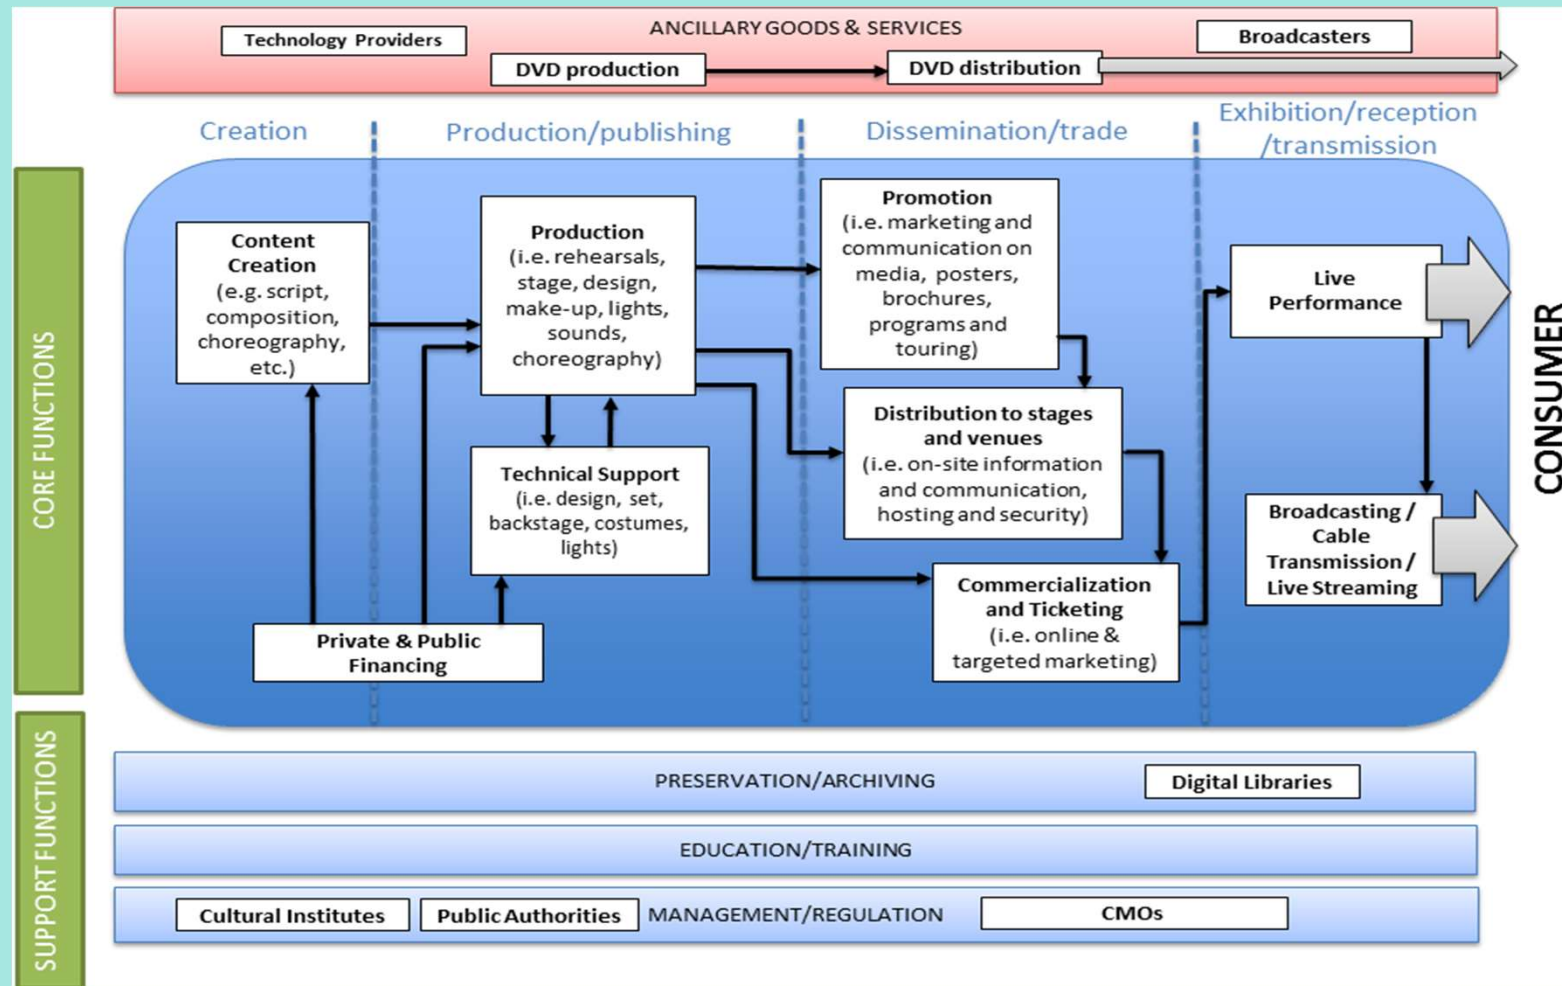 ANCILLARY GOODS & SERVICES
Technology Providers
Broadcasters
DVD production
DVD distribution
Creation
Production/publishing
Dissemination/trade
Exhibition/reception
/transmission
CORE FUNCTIONS
Content
Creation
(e.g. script,
composition,
choreography,
etc.)
Production
(i.e. rehearsals,
stage, design,
make-up, lights,
sounds,
choreography)
Technical Support
(i.e. design, set,
backstage, costumes,
lights)
Private & Public
Financing
Promotion
(i.e. marketing and
communication on
media, posters,
brochures,
programs and
touring)
Distribution to stages
and venues
(i.e. on-site information
and communication,
hosting and security)
Commercialization
and Ticketing
(i.e. online &
targeted marketing)
Live
Performance
Broadcasting /
Cable
Transmission /
Live Streaming
CONSUMER
SUPPORT FUNCTIONS
PRESERVATION/ARCHIVING
Digital Libraries
EDUCATION/TRAINING
Cultural Institutes
Public Authorities
MANAGEMENT/REGULATION
CMOs